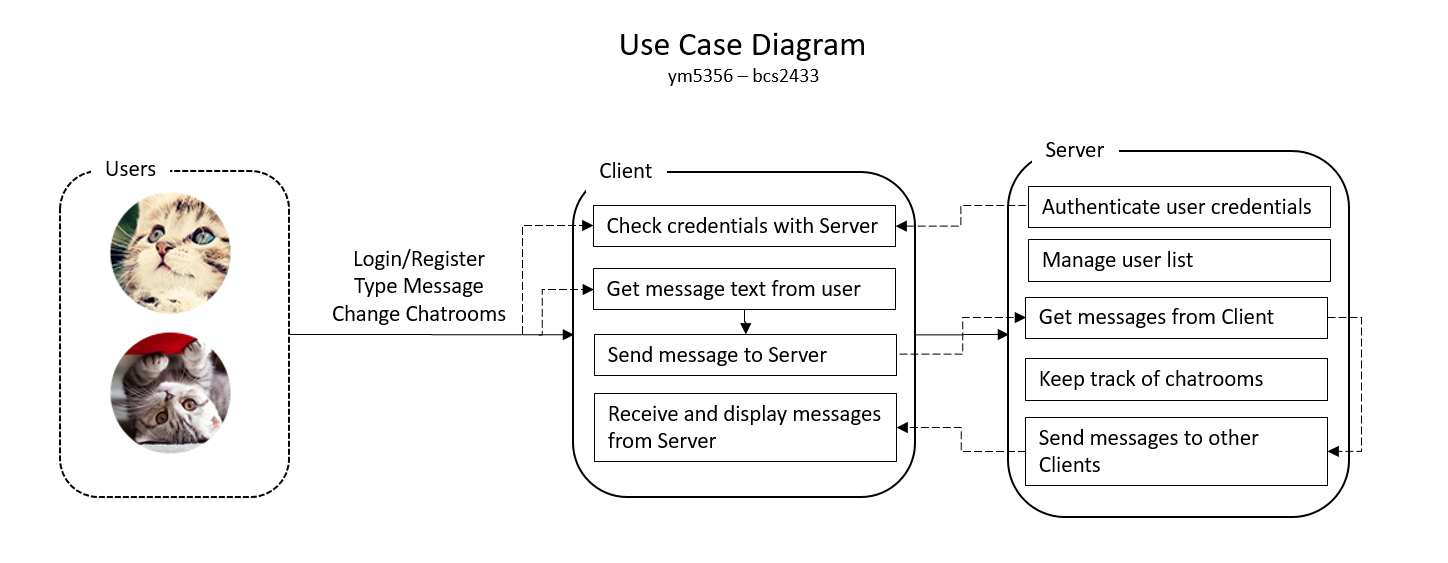 Use Case Diagram
ym5356 – bcs2433
Users
Login/Register
Type Message
Change Chatrooms
Client
Check credentials with Server
Get message text from user
Send message to Server
Receive and display messages
from Server
Server
Authenticate user credentials
Manage user list
Get messages from Client
Keep track of chatrooms
Send messages to other
Clients